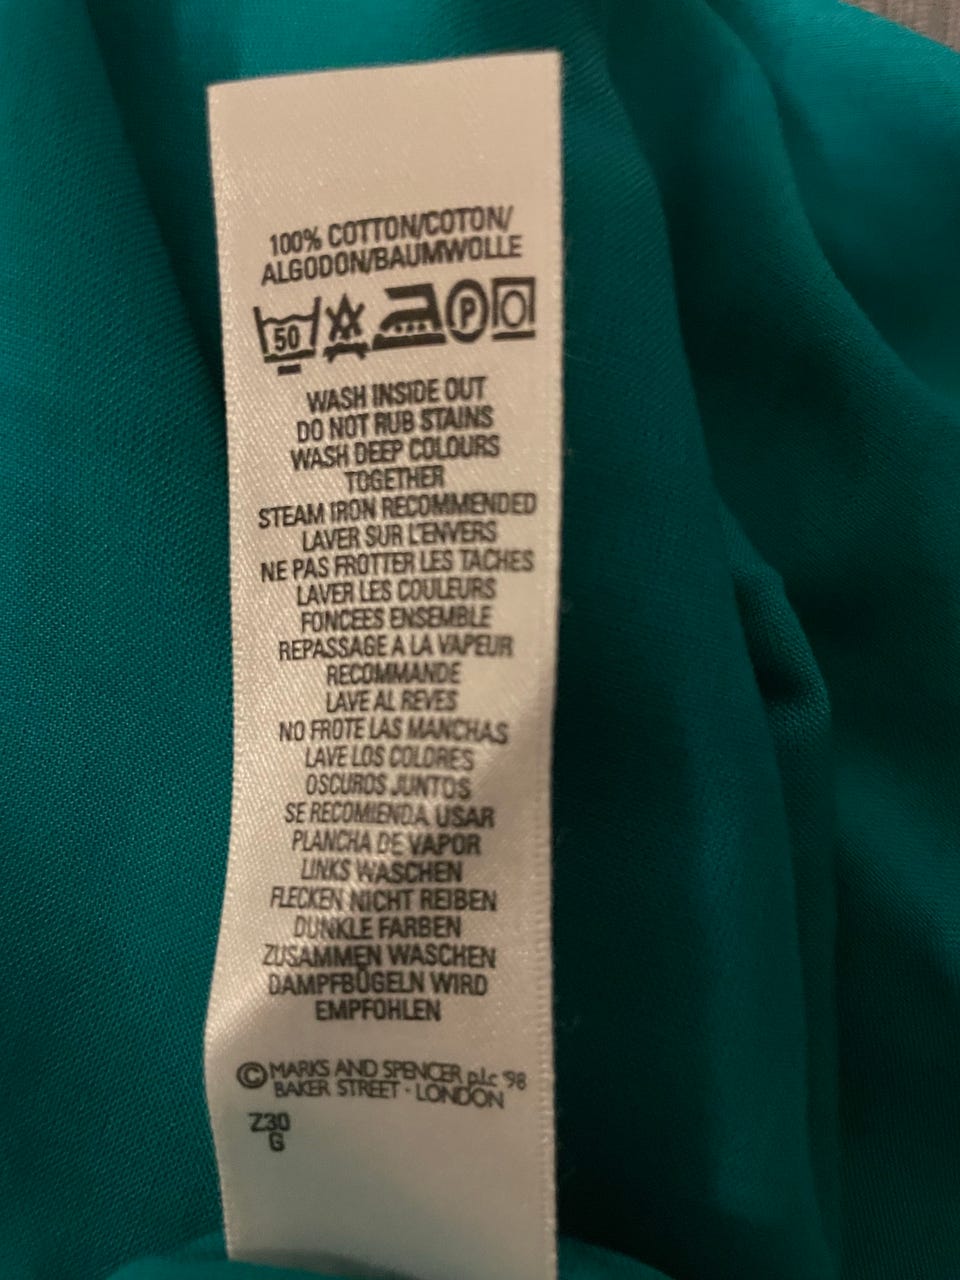 100% COTTON/COTON/
ALGODON/BAUMWOLLE
50 P
WASH INSIDE OUT
DO NOT RUB STAINS
WASH DEEP COLOURS
TOGETHER
STEAM IRON RECOMMENDED
LAVER SUR L'ENVERS
NE PAS FROTTER LES TACHES
LAVER LES COULEURS
FONCEES ENSEMBLE
REPASSAGE A LA VAPEUR
RECOMMANDE
LAVE AL REVES
NO FROTE LAS MANCHAS
LAVE LOS COLORES
OSCUROS JUNTOS
SE RECOMIENDA USAR
PLANCHA DE VAPOR
LINKS WASCHEN
FLECKEN NICHT REIBEN
DUNKLE FARBEN
ZUSAMMEN WASCHEN
DAMPFBÜGELN WIRD
EMPFOHLEN
© MARKS AND SPENCER p.l.c '98
BAKER STREET · LONDON
Z30
G